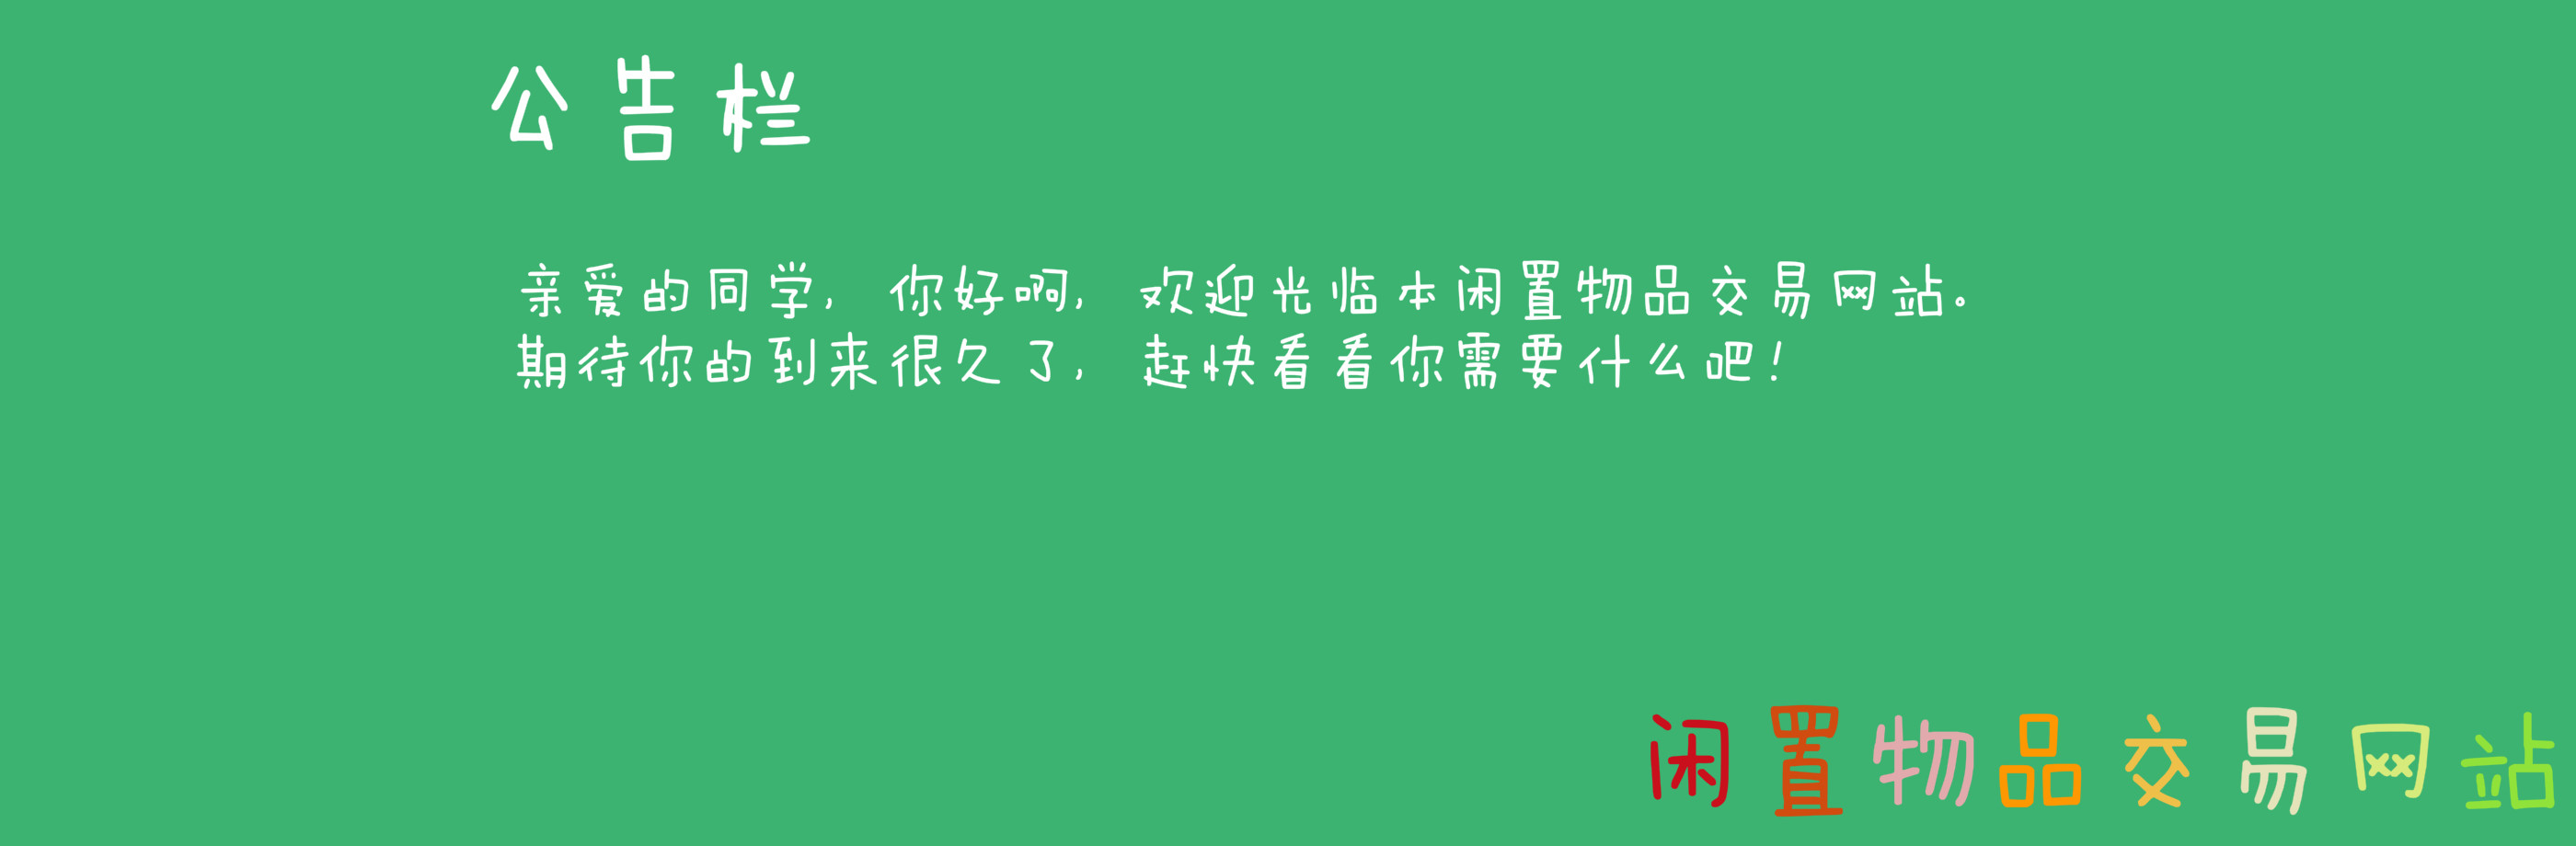 公告栏
亲爱的同学，你好啊，欢迎光临本闲置物品交易网站。
期待你的到来很久了，赶快看看你需要什么吧！
闲置物品交易网站